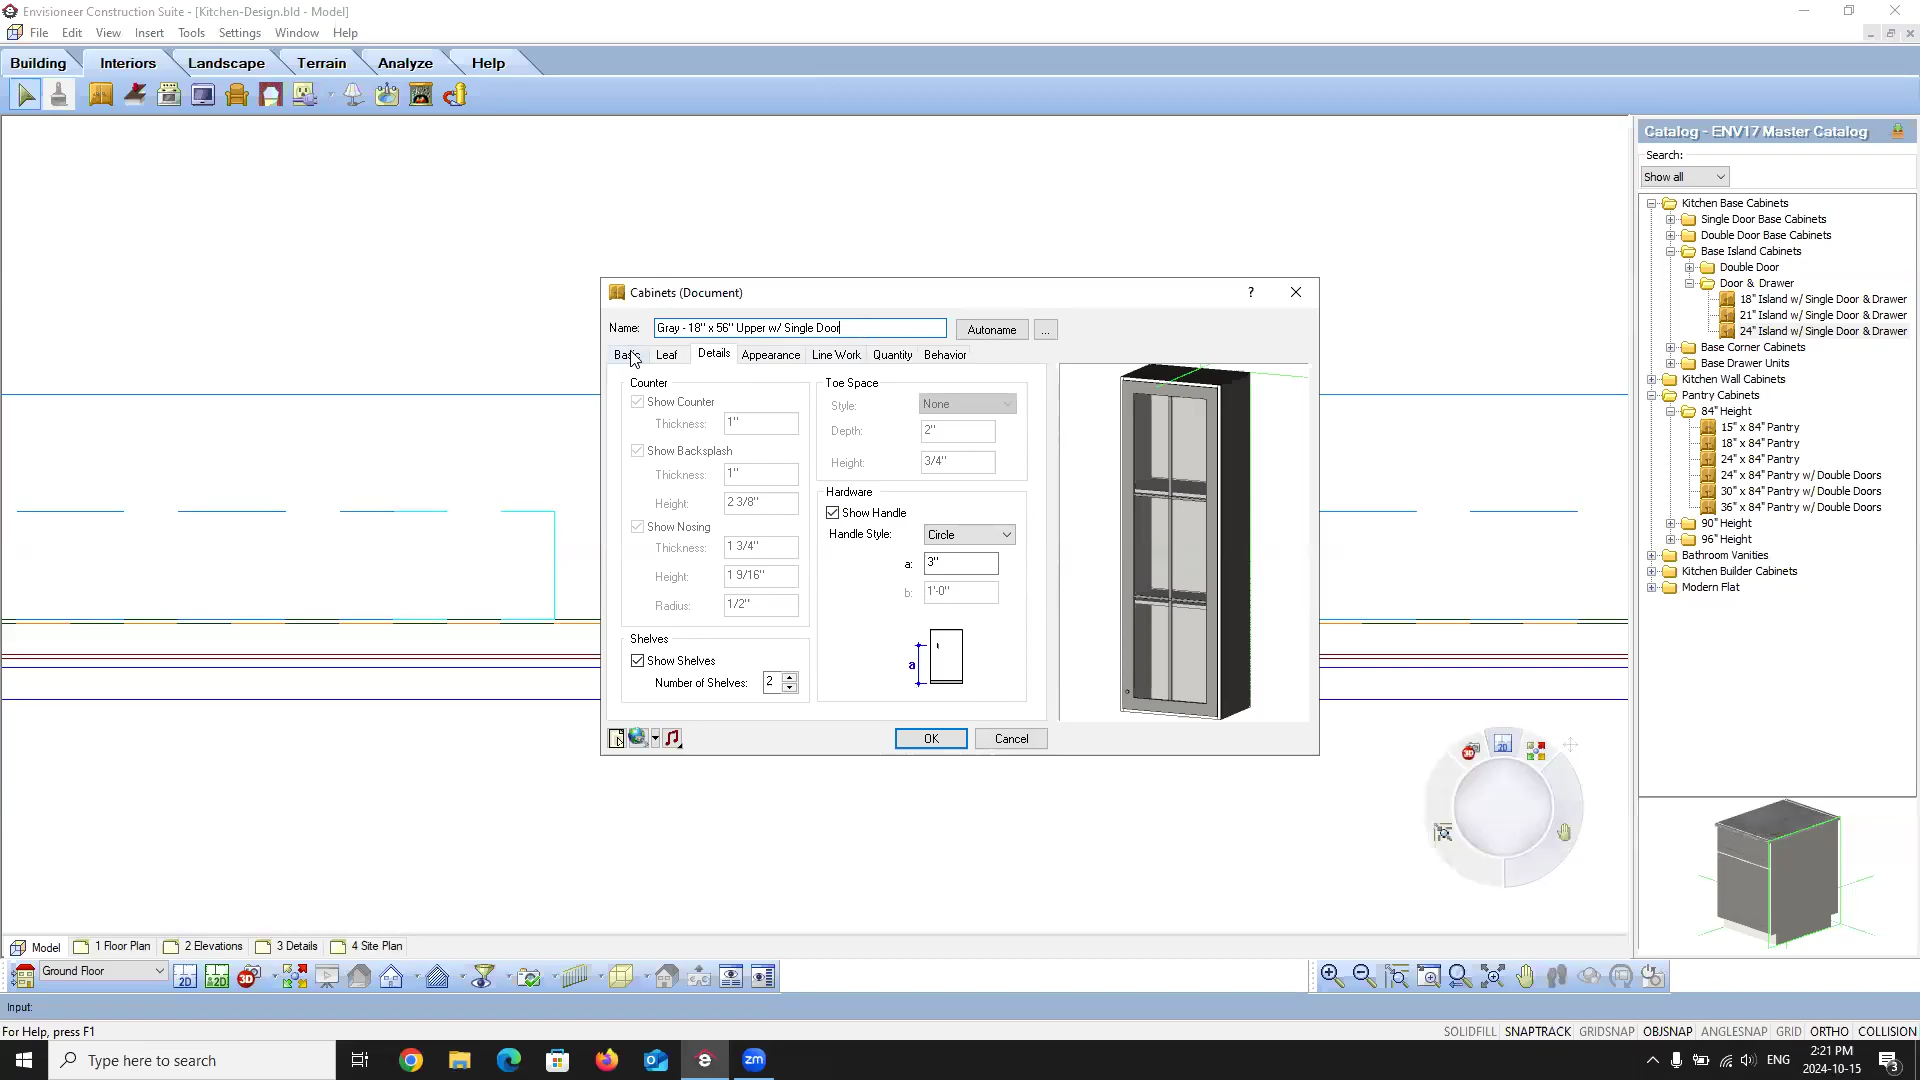 Envisioneer Construction Suite - [Kitchen-Design.bld - Model]
File Edit View Insert Tools Settings Window Help
Building Interiors Landscape Terrain Analyze Help
Catalog - ENV17 Master Catalog
Search:
Show all
Kitchen Base Cabinets
Single Door Base Cabinets
Double Door Base Cabinets
Base Island Cabinets
Double Door
Door & Drawer
18" Island w/ Single Door & Drawer
21" Island w/ Single Door & Drawer
24" Island w/ Single Door & Drawer
Base Corner Cabinets
Base Drawer Units
Kitchen Wall Cabinets
Pantry Cabinets
84" Height
15" x 84" Pantry
18" x 84" Pantry
24" x 84" Pantry
24" x 84" Pantry w/ Double Doors
30" x 84" Pantry w/ Double Doors
36" x 84" Pantry w/ Double Doors
90" Height
96" Height
Bathroom Vanities
Kitchen Builder Cabinets
Modern Flat
Cabinets (Document)
?
Name: Gray - 18" x 56" Upper w/ Single Door Autoname ...
Basic Leaf Details Appearance Line Work Quantity Behavior
Counter
Show Counter
Thickness: 1"
Show Backsplash
Thickness: 1"
Height: 2 3/8"
Show Nosing
Thickness: 1 3/4"
Height: 1 9/16"
Radius: 1/2"
Shelves
Show Shelves
Number of Shelves: 2
Toe Space
Style: None
Depth: 2"
Height: 3/4"
Hardware
Show Handle
Handle Style: Circle
a: 3"
b: 1'-0"
a
OK Cancel
3D 2D
Model 1 Floor Plan 2 Elevations 3 Details 4 Site Plan
Ground Floor 2D 2D 3D
Input:
For Help, press F1
SOLIDFILL SNAPTRACK GRIDSNAP OBJSNAP ANGLESNAP GRID ORTHO COLLISION
Type here to search
zm
ENG
2:21 PM
2024-10-15
3